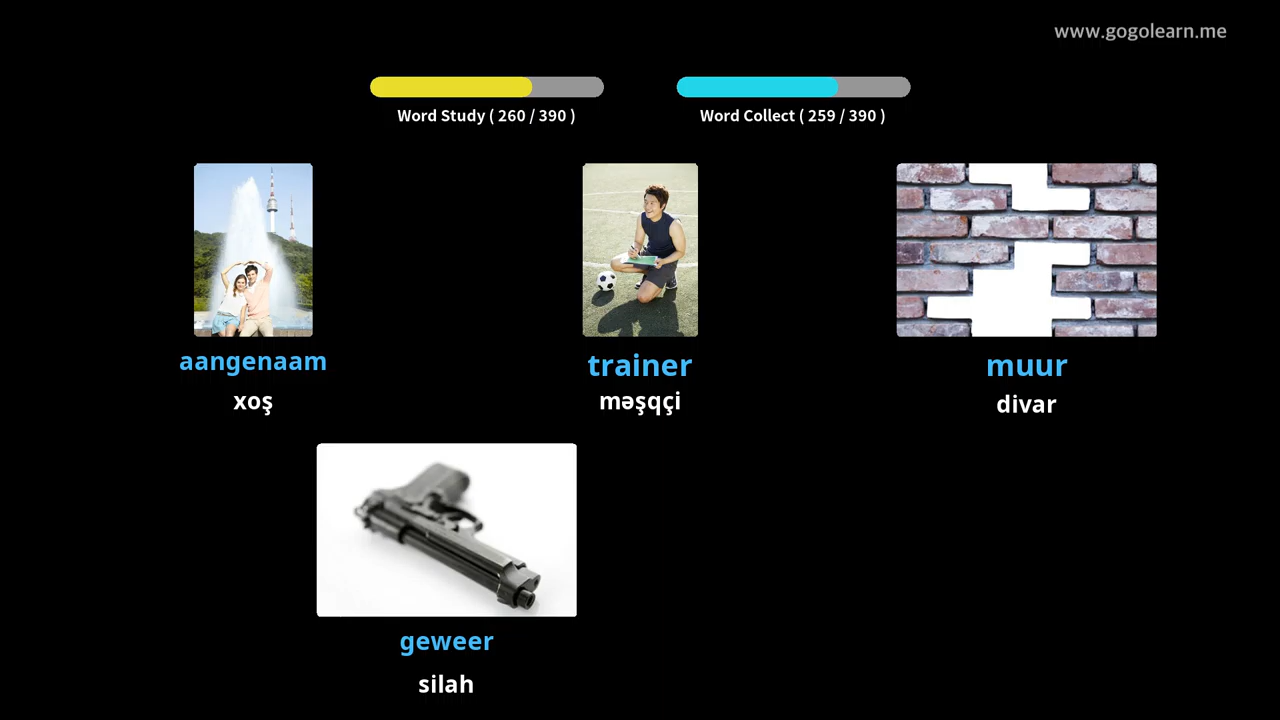 www.gogolearn.me
Word Study ( 260 / 390 )
Word Collect ( 259 / 390 )
aangenaam
xoş
trainer
məşqçi
muur
divar
geweer
silah